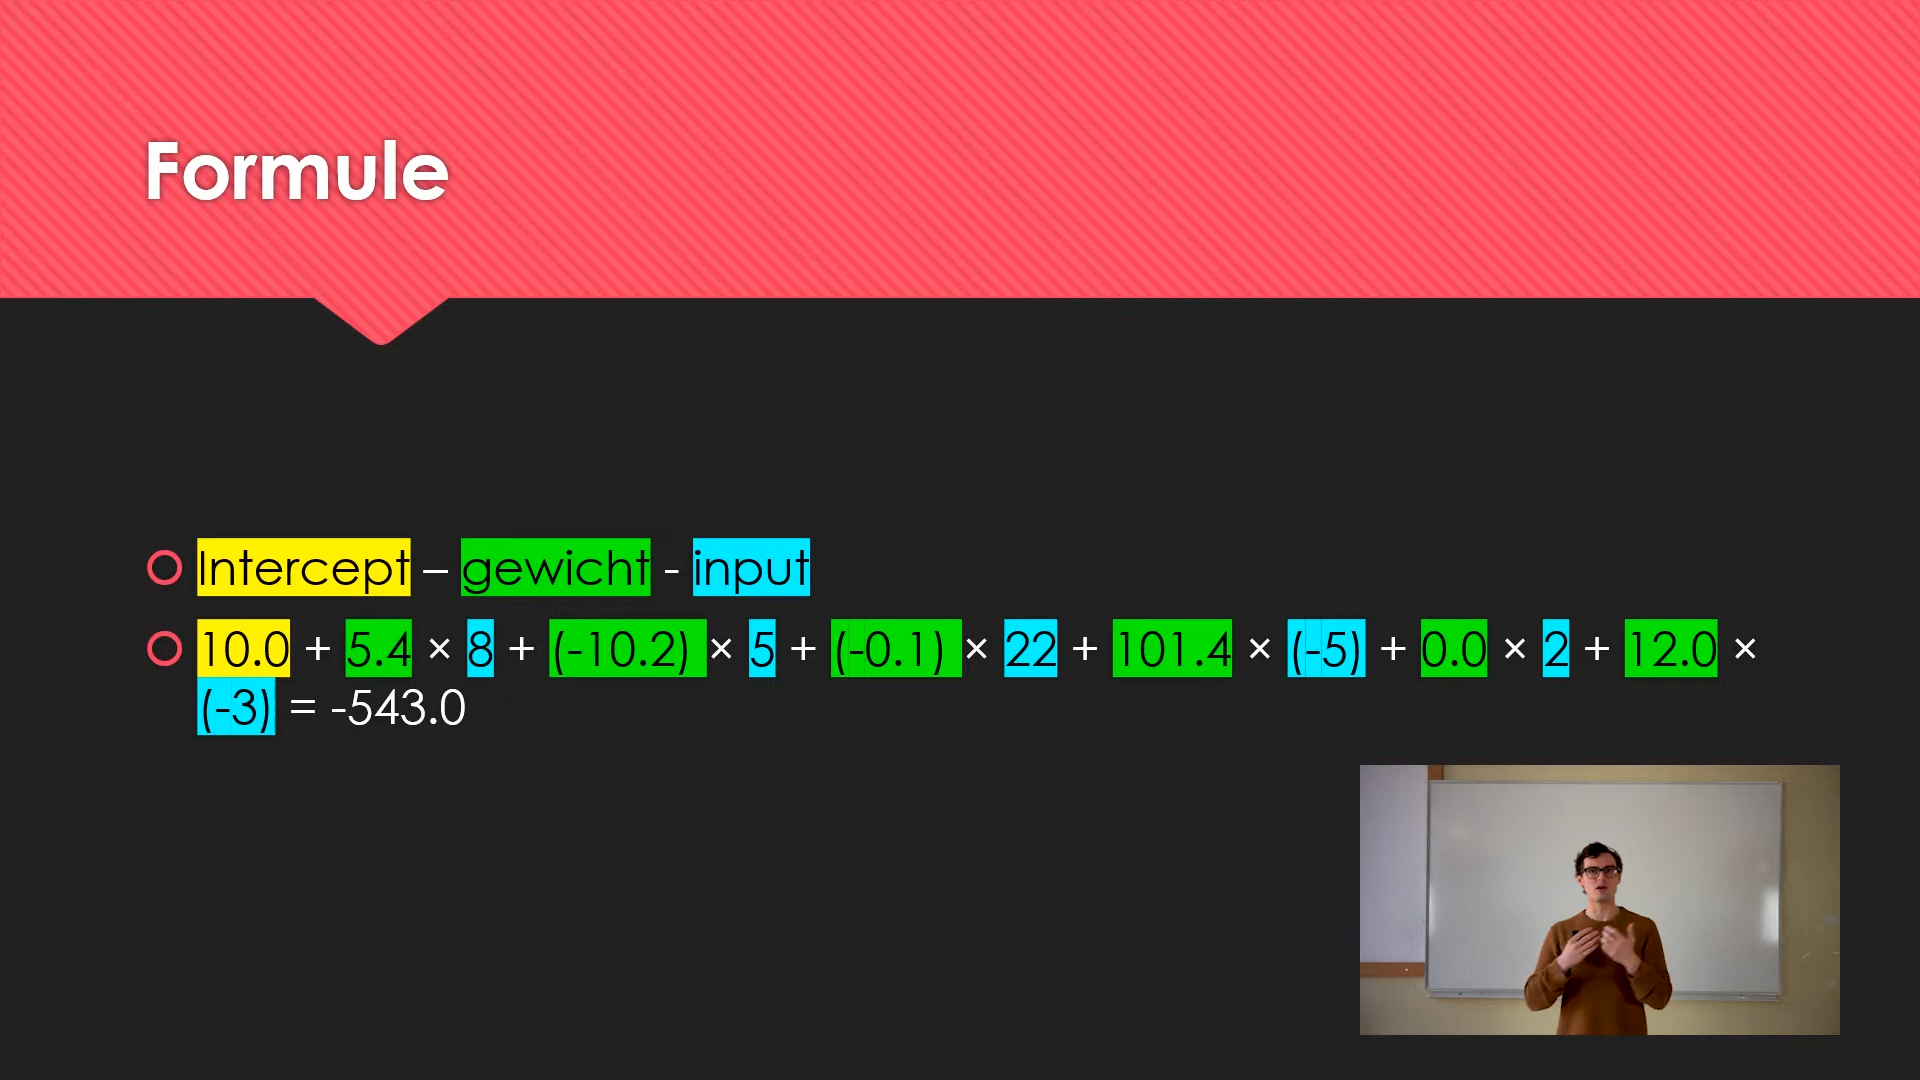 Formule
Intercept – gewicht - input
10.0 + 5.4 × 8 + (-10.2) × 5 + (-0.1) × 22 + 101.4 × (-5) + 0.0 × 2 + 12.0 ×
(-3) = -543.0